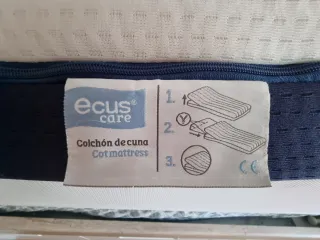 ecus
care
Colchón de cuna
Cot mattress
1.
2.
3.
CE